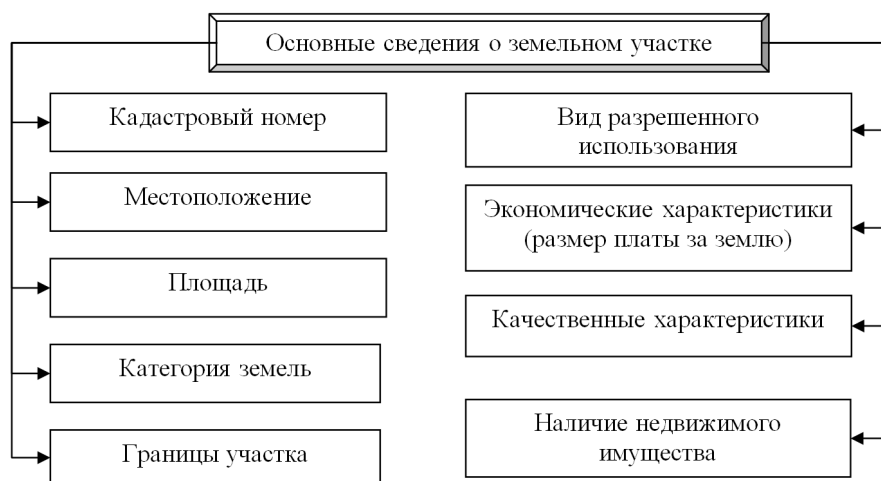 Основные сведения о земельном участке
Кадастровый номер
Местоположение
Площадь
Категория земель
Границы участка
Вид разрешенного
использования
Экономические характеристики
(размер платы за землю)
Качественные характеристики
Наличие недвижимого
имущества